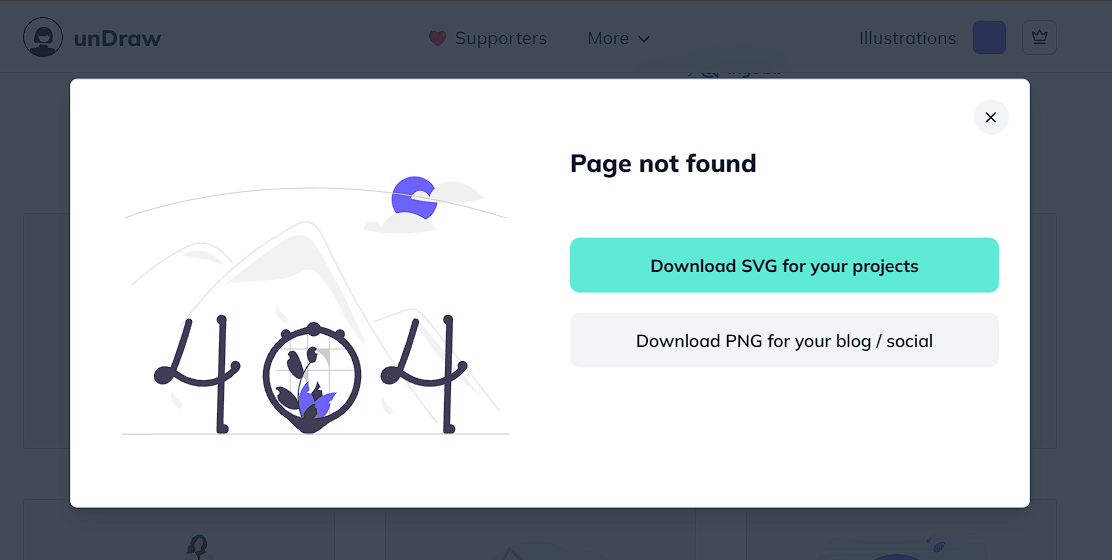 unDraw
Supporters
More
Illustrations
Page not found
Download SVG for your projects
Download PNG for your blog / social
404